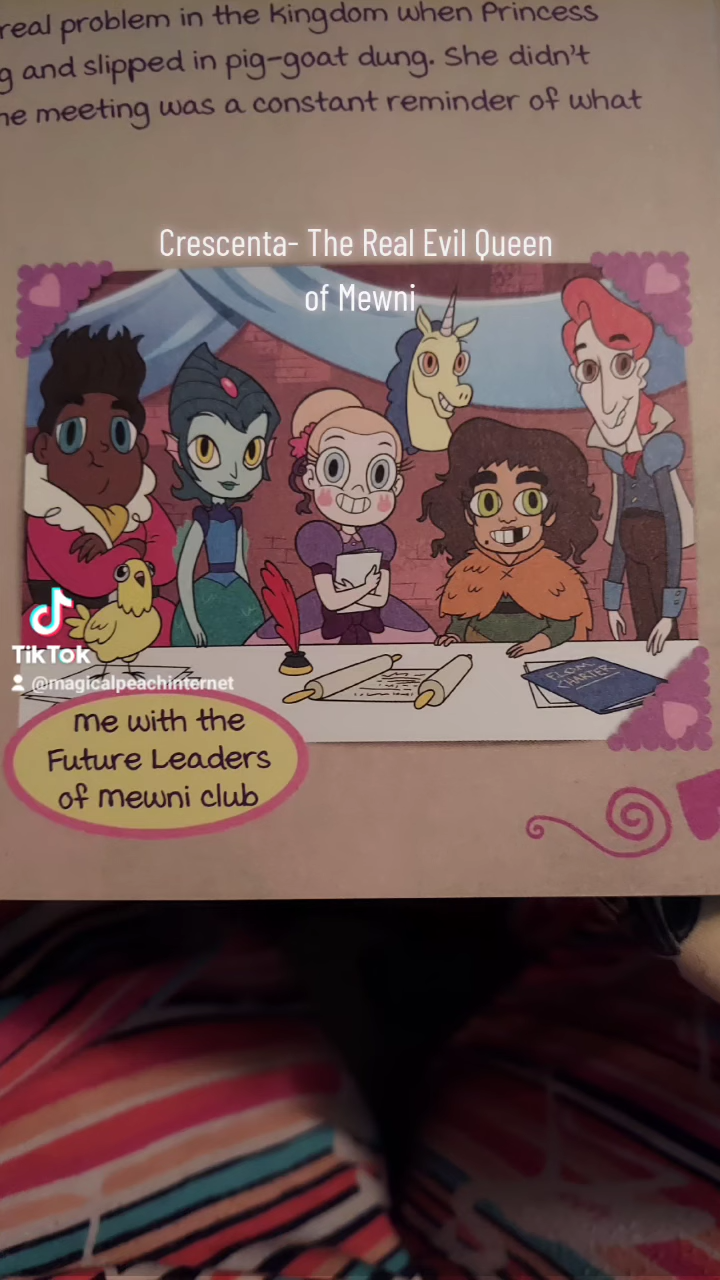 real problem in the Kingdom when Princess
g and slipped in pig-goat dung. She didn't
he meeting was a constant reminder of what
Crescenta- The Real Evil Queen
of Mewni
FLOM
CHARTER
TikTok
@magicalpeachinternet
me with the
Future Leaders
of mewni club